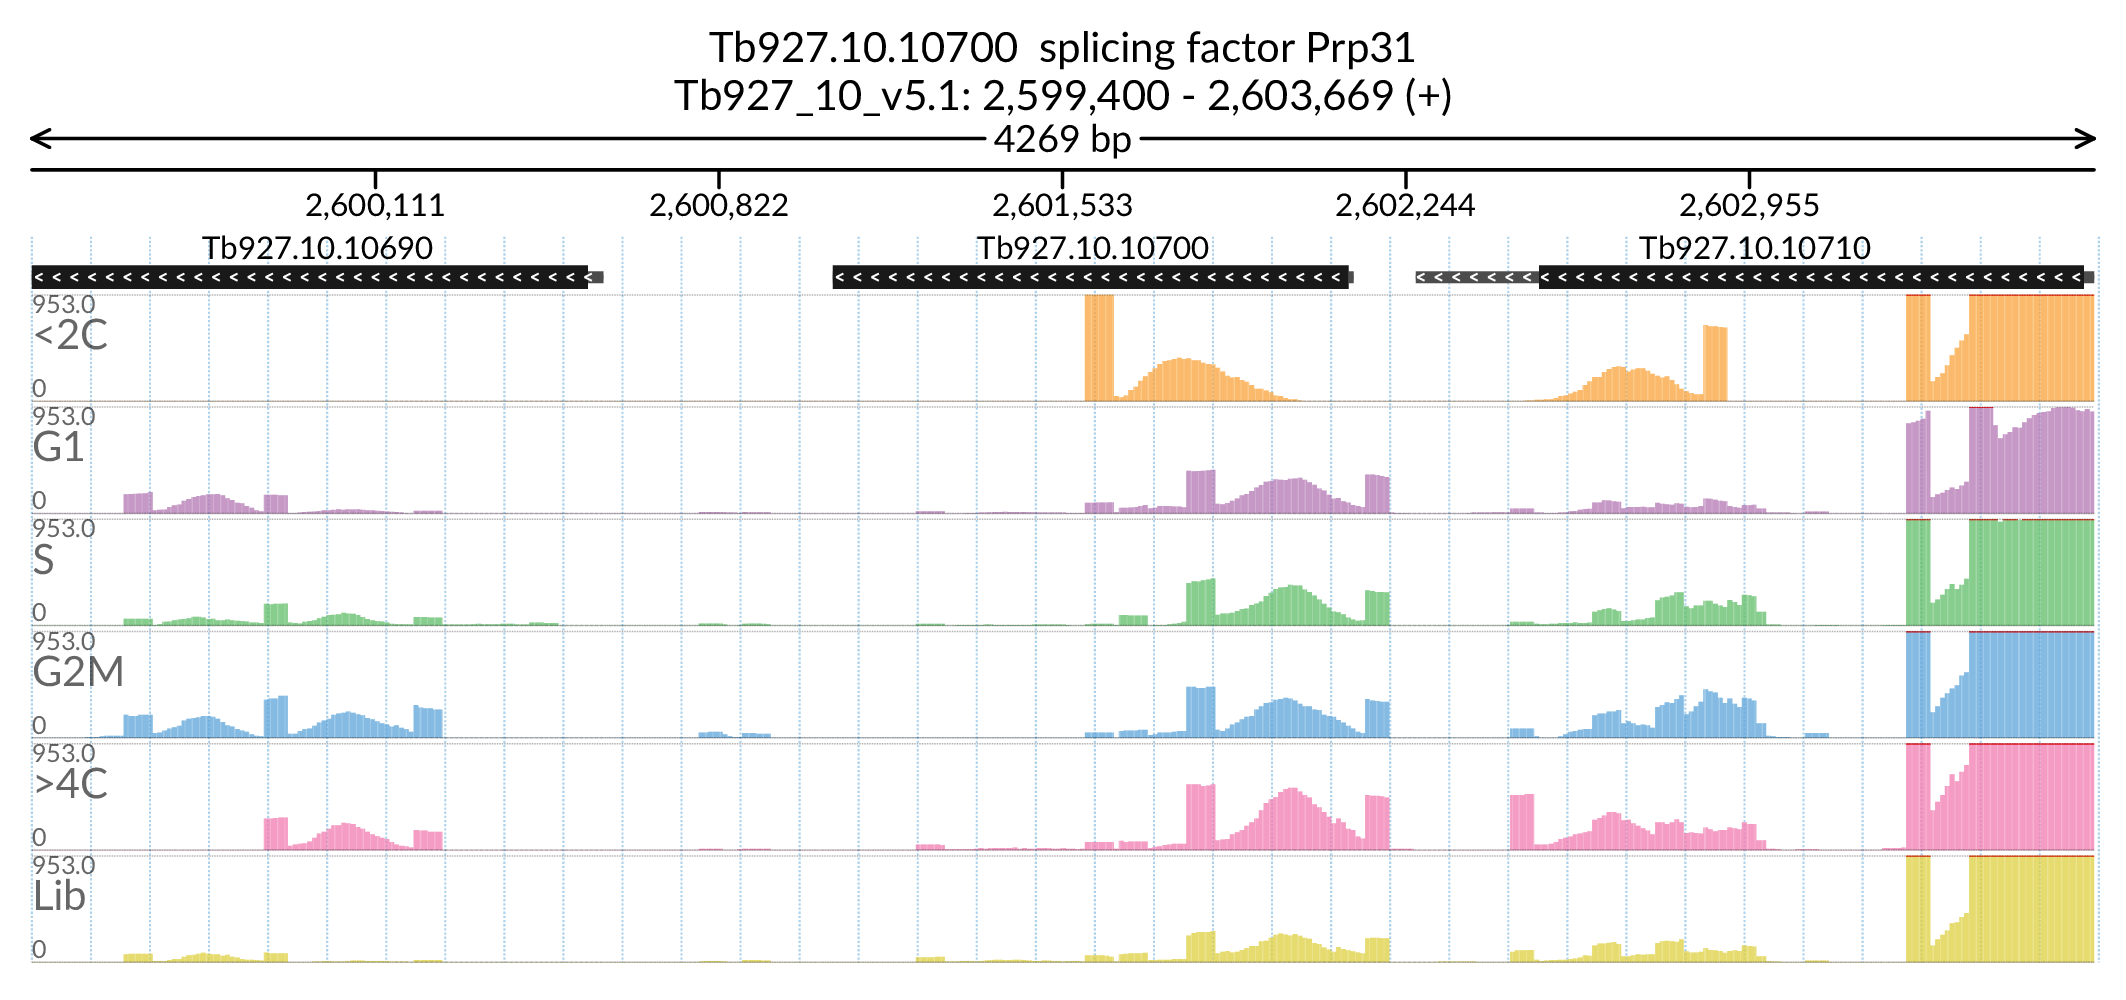 Tb927.10.10700  splicing factor Prp31
Tb927_10_v5.1: 2,599,400 - 2,603,669 (+)
4269 bp
2,600,111 2,600,822 2,601,533 2,602,244 2,602,955
Tb927.10.10690 Tb927.10.10700 Tb927.10.10710
953.0
<2C
0
953.0
G1
0
953.0
S
0
953.0
G2M
0
953.0
>4C
0
953.0
Lib
0